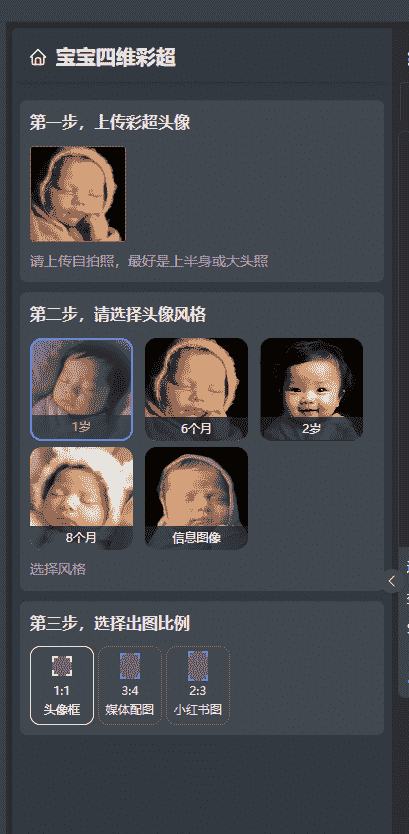 宝宝四维彩超
第一步，上传彩超头像
请上传自拍照，最好是上半身或大头照
第二步，请选择头像风格
1岁
6个月
2岁
8个月
信息图像
选择风格
第三步，选择出图比例
1:1
3:4
2:3
头像框
媒体配图
小红书图